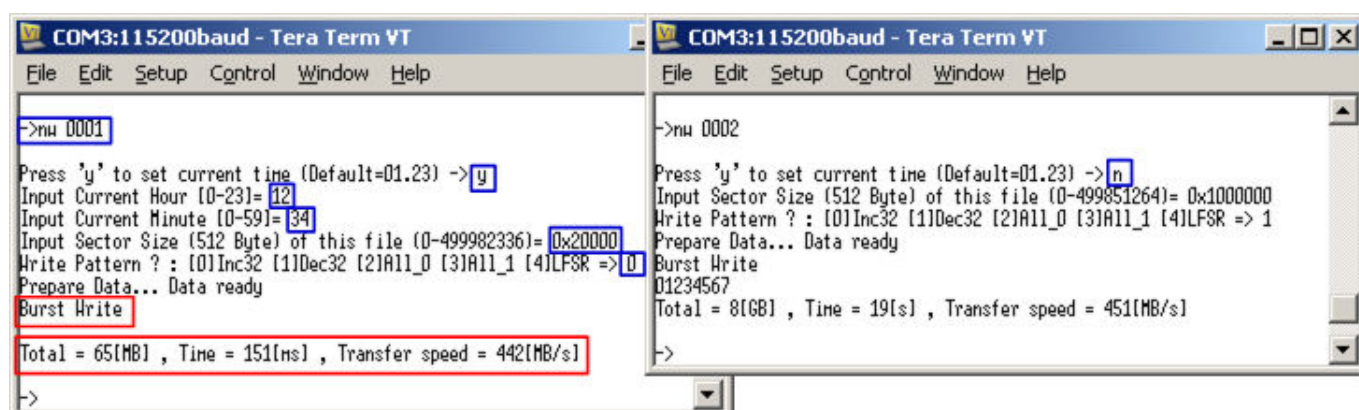 COM3:115200baud - Tera Term VT
File Edit Setup Control Window Help
->nw 0001
Press 'y' to set current time (Default=01.23) -> y
Input Current Hour [0-23]= 12
Input Current Minute [0-59]= 34
Input Sector Size (512 Byte) of this file (0-499982336)= 0x20000
Write Pattern ? : [0]Inc32 [1]Dec32 [2]All_0 [3]All_1 [4]LFSR => 0
Prepare Data... Data ready
Burst Write
Total = 65[MB] , Time = 151[ms] , Transfer speed = 442[MB/s]
->
COM3:115200baud - Tera Term VT
File Edit Setup Control Window Help
->nw 0002
Press 'y' to set current time (Default=01.23) -> n
Input Sector Size (512 Byte) of this file (0-499851264)= 0x1000000
Write Pattern ? : [0]Inc32 [1]Dec32 [2]All_0 [3]All_1 [4]LFSR => 1
Prepare Data... Data ready
Burst Write
01234567
Total = 8[GB] , Time = 19[s] , Transfer speed = 451[MB/s]
->